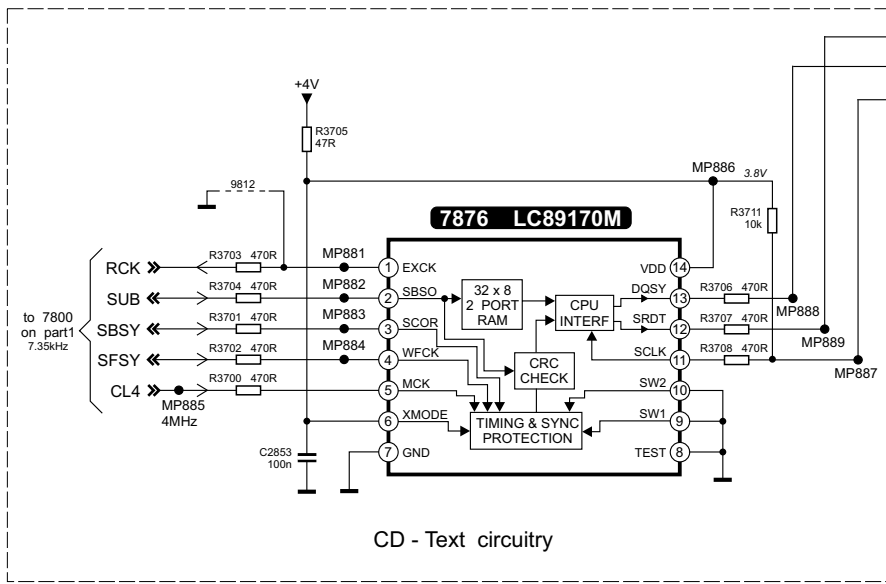 +4V
R3705
47R
9812
MP886
3.8V
R3711
10k
7876 LC89170M
RCK
R3703 470R
MP881
1
EXCK
VDD
14
SUB
R3704 470R
MP882
2
SBSO
32 x 8
2 PORT
RAM
CPU
INTERF
DQSY
13
R3706 470R
MP888
to 7800
on part1
7.35kHz
SBSY
R3701 470R
MP883
3
SCOR
SRDT
12
R3707 470R
MP889
SFSY
R3702 470R
MP884
4
WFCK
CRC
CHECK
SCLK
11
R3708 470R
MP887
CL4
MP885
4MHz
R3700 470R
5
MCK
SW2
10
6
XMODE
TIMING & SYNC
PROTECTION
SW1
9
C2853
100n
7
GND
TEST
8
CD - Text circuitry